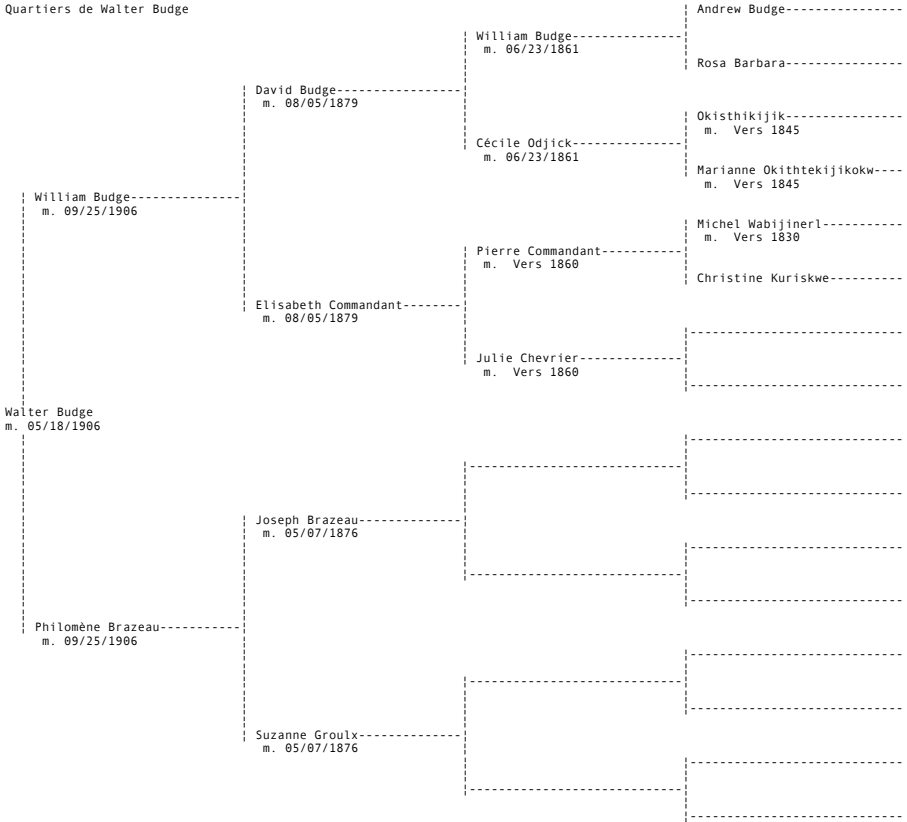 Quartiers de Walter Budge
Andrew Budge
William Budge
m. 06/23/1861
Rosa Barbara
David Budge
m. 08/05/1879
Okisthikijik
m. Vers 1845
Cécile Odjick
m. 06/23/1861
Marianne Okithtekijikokw
m. Vers 1845
William Budge
m. 09/25/1906
Michel Wabijinerl
m. Vers 1830
Pierre Commandant
m. Vers 1860
Christine Kuriskwe
Elisabeth Commandant
m. 08/05/1879
Julie Chevrier
m. Vers 1860
Walter Budge
m. 05/18/1906
Joseph Brazeau
m. 05/07/1876
Philomène Brazeau
m. 09/25/1906
Suzanne Groulx
m. 05/07/1876